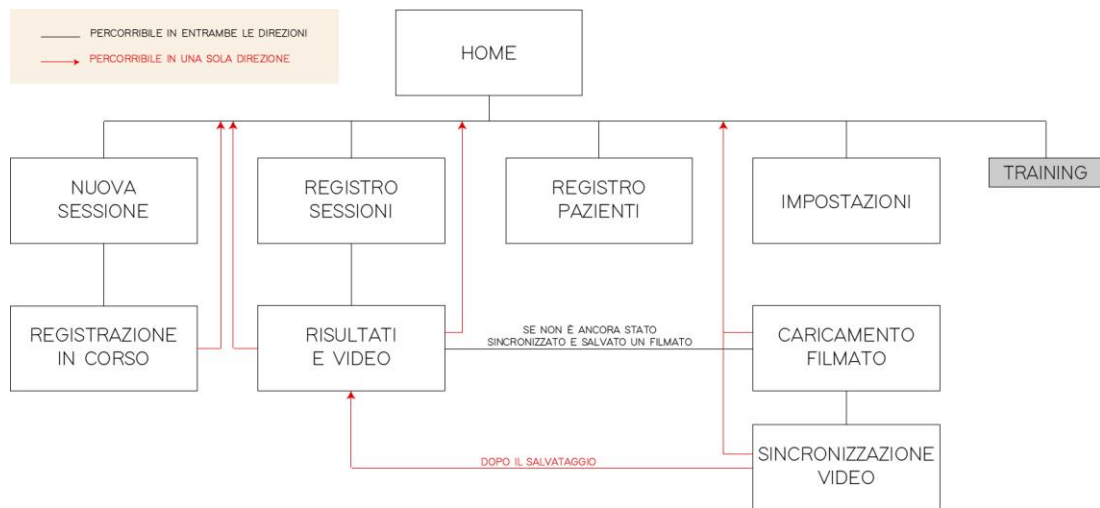 PERCORRIBILE IN ENTRAMBE LE DIREZIONI
PERCORRIBILE IN UNA SOLA DIREZIONE
HOME
NUOVA
SESSIONE
REGISTRO
SESSIONI
REGISTRO
PAZIENTI
IMPOSTAZIONI
TRAINING
REGISTRAZIONE
IN CORSO
RISULTATI
E VIDEO
SE NON È ANCORA STATO
SINCRONIZZATO E SALVATO UN FILMATO
CARICAMENTO
FILMATO
DOPO IL SALVATAGGIO
SINCRONIZZAZIONE
VIDEO